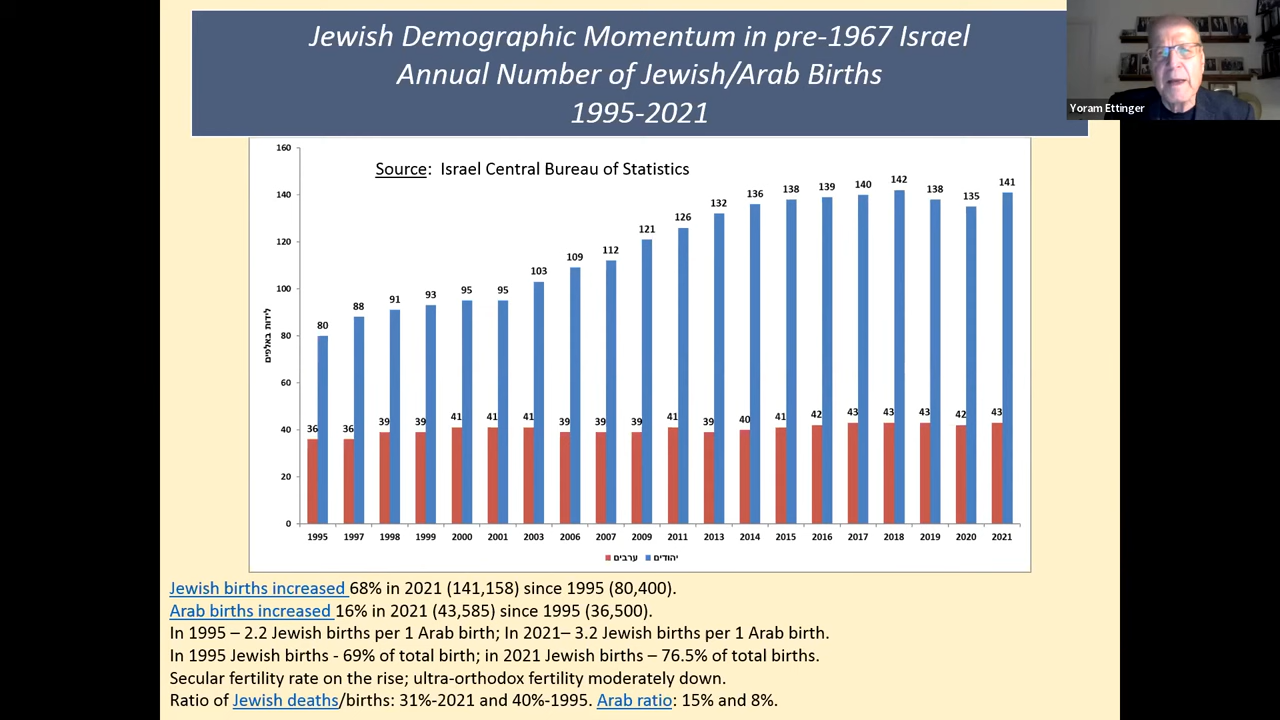 Jewish Demographic Momentum in pre-1967 Israel
Annual Number of Jewish/Arab Births
1995-2021
Yoram Ettinger
Source: Israel Central Bureau of Statistics
160
140
120
100
80
60
40
20
0
לידות באלפים
80 88 91 93 95 95 103 109 112 121 126 132 136 138 139 140 142 138 135 141
36 36 39 39 41 41 41 39 39 39 41 39 40 41 42 43 43 43 42 43
1995 1997 1998 1999 2000 2001 2003 2006 2007 2009 2011 2013 2014 2015 2016 2017 2018 2019 2020 2021
ערבים יהודים
Jewish births increased 68% in 2021 (141,158) since 1995 (80,400).
Arab births increased 16% in 2021 (43,585) since 1995 (36,500).
In 1995 – 2.2 Jewish births per 1 Arab birth; In 2021– 3.2 Jewish births per 1 Arab birth.
In 1995 Jewish births - 69% of total birth; in 2021 Jewish births – 76.5% of total births.
Secular fertility rate on the rise; ultra-orthodox fertility moderately down.
Ratio of Jewish deaths/births: 31%-2021 and 40%-1995. Arab ratio: 15% and 8%.